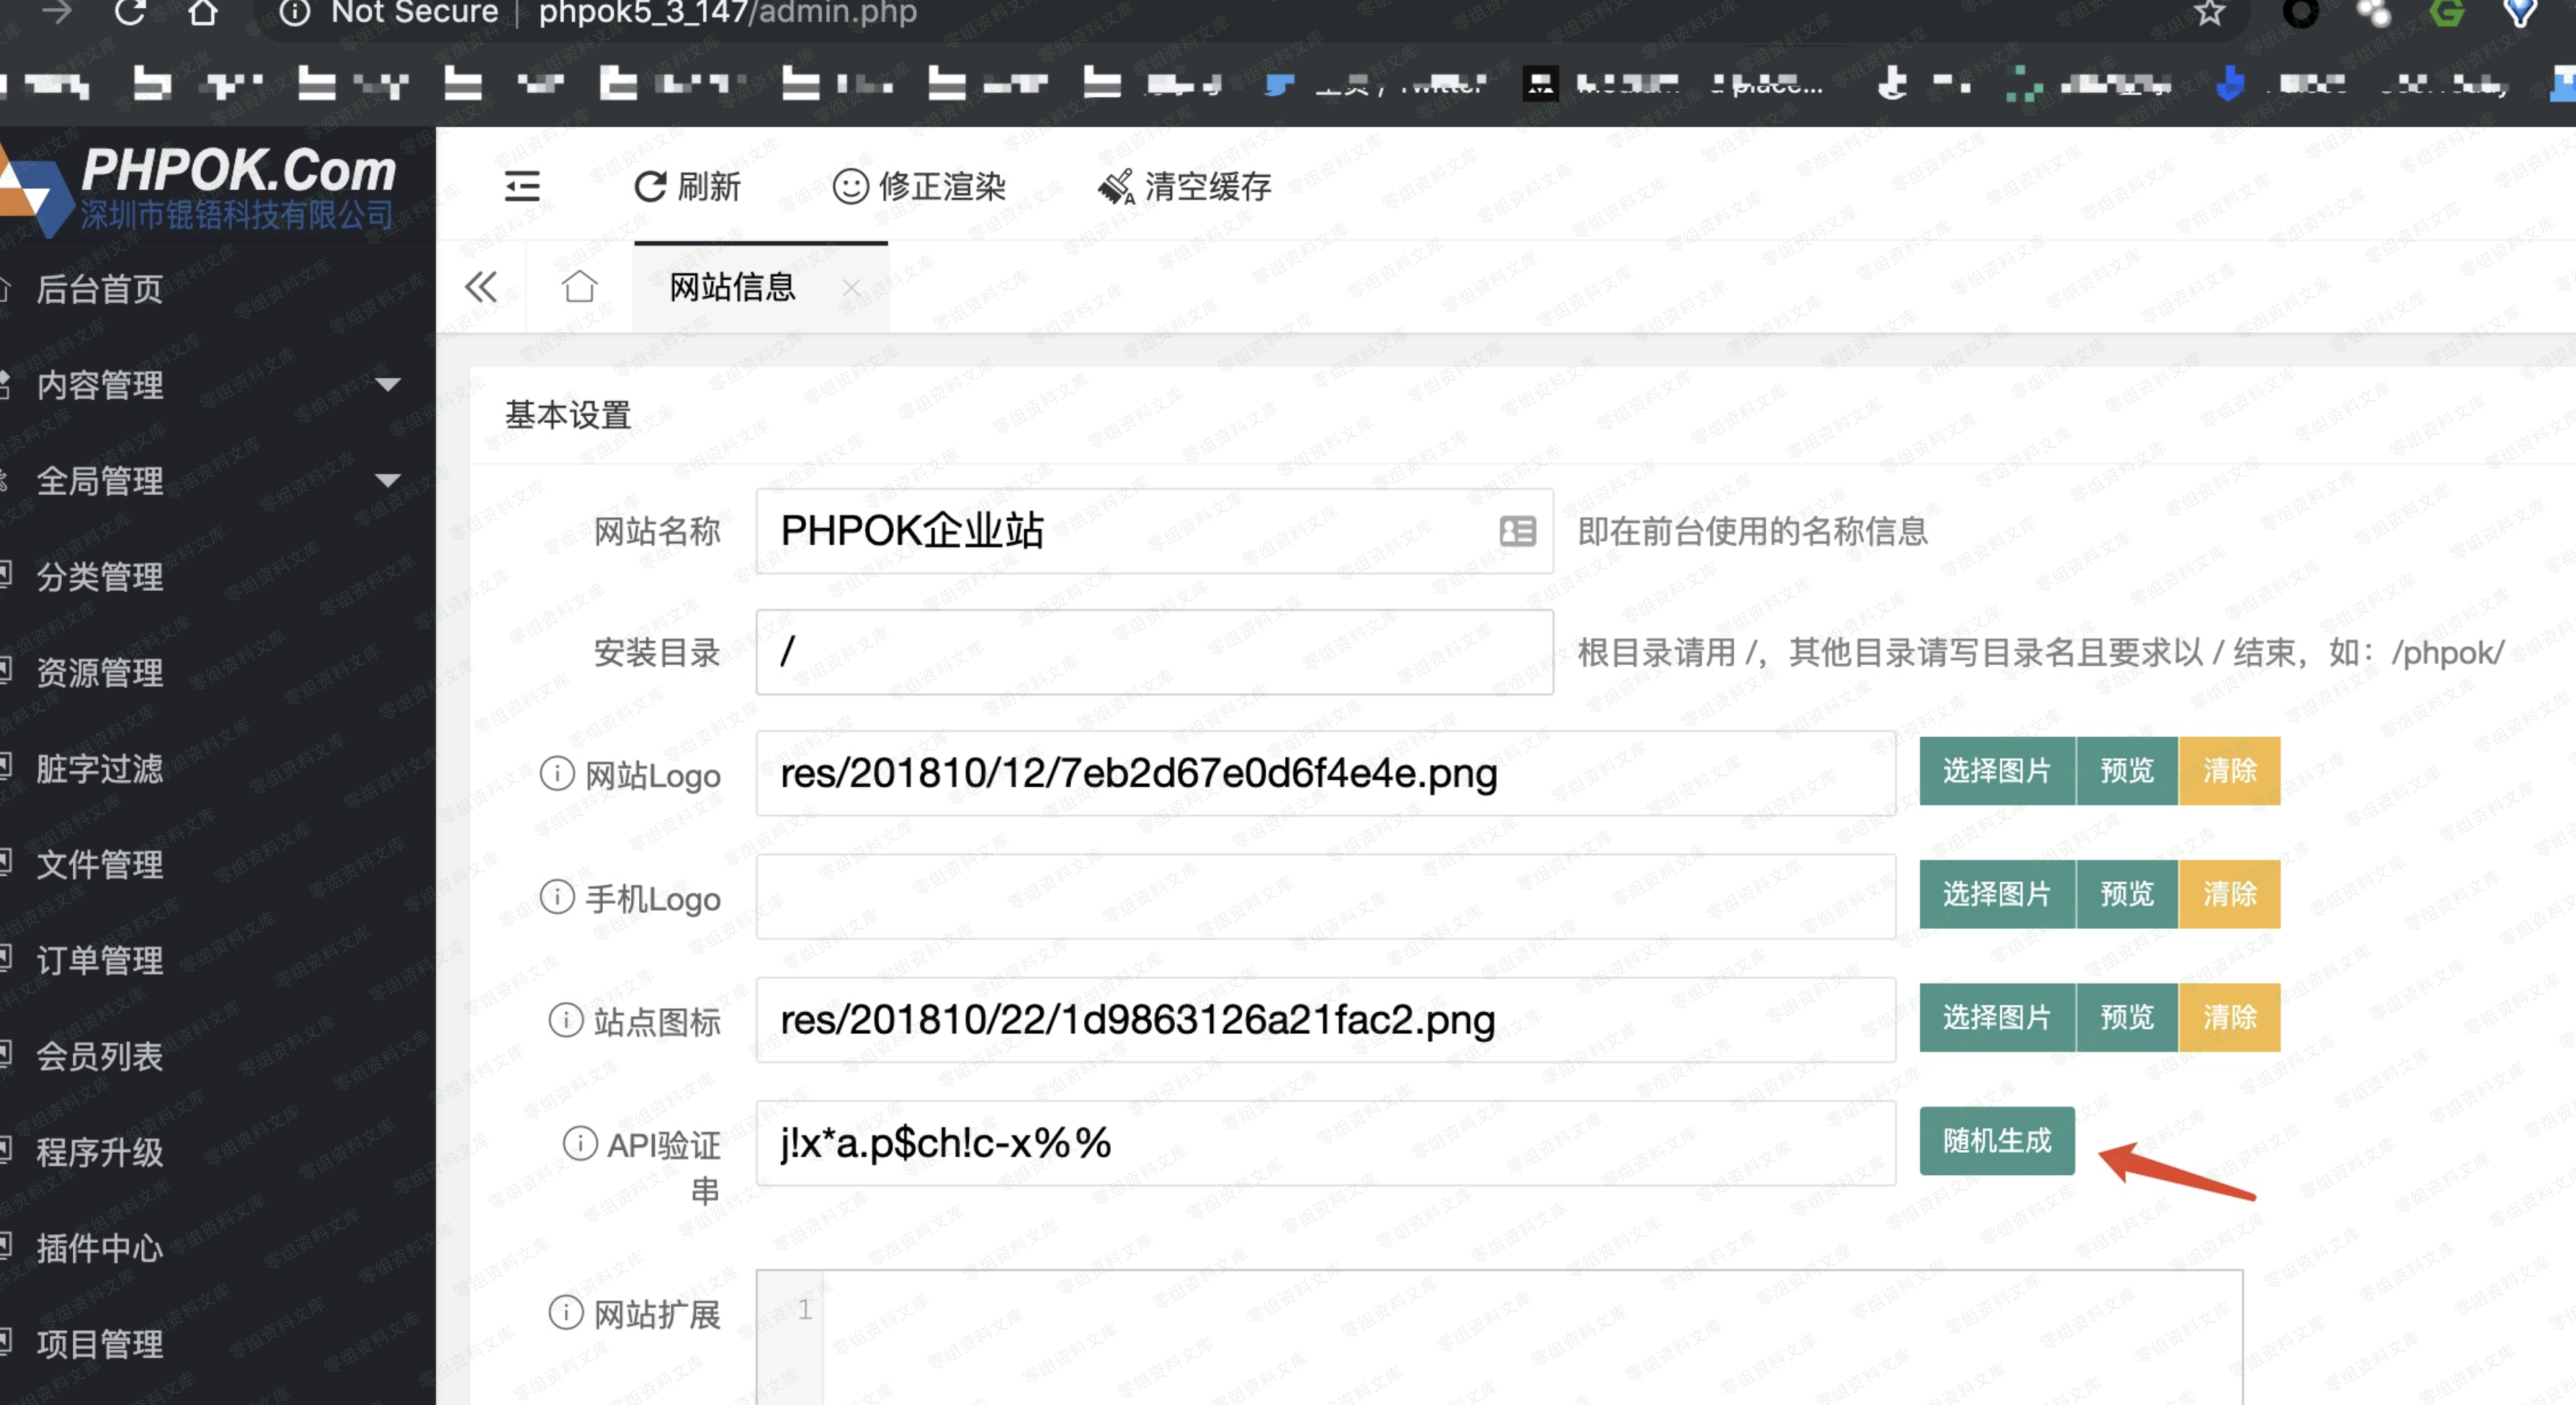 Not Secure | phpok5_3_147/admin.php
Twitter
PHPOK.Com
深圳市锟铻科技有限公司
刷新 修正渲染 清空缓存
网站信息
后台首页
内容管理
全局管理
分类管理
资源管理
脏字过滤
文件管理
订单管理
会员列表
程序升级
插件中心
项目管理
基本设置
网站名称 PHPOK企业站 即在前台使用的名称信息
安装目录 / 根目录请用 /，其他目录请写目录名且要求以 / 结束，如：/phpok/
网站Logo res/201810/12/7eb2d67e0d6f4e4e.png 选择图片 预览 清除
手机Logo 选择图片 预览 清除
站点图标 res/201810/22/1d9863126a21fac2.png 选择图片 预览 清除
API验证串 j!x*a.p$ch!c-x%% 随机生成
网站扩展 1
零组资料文库